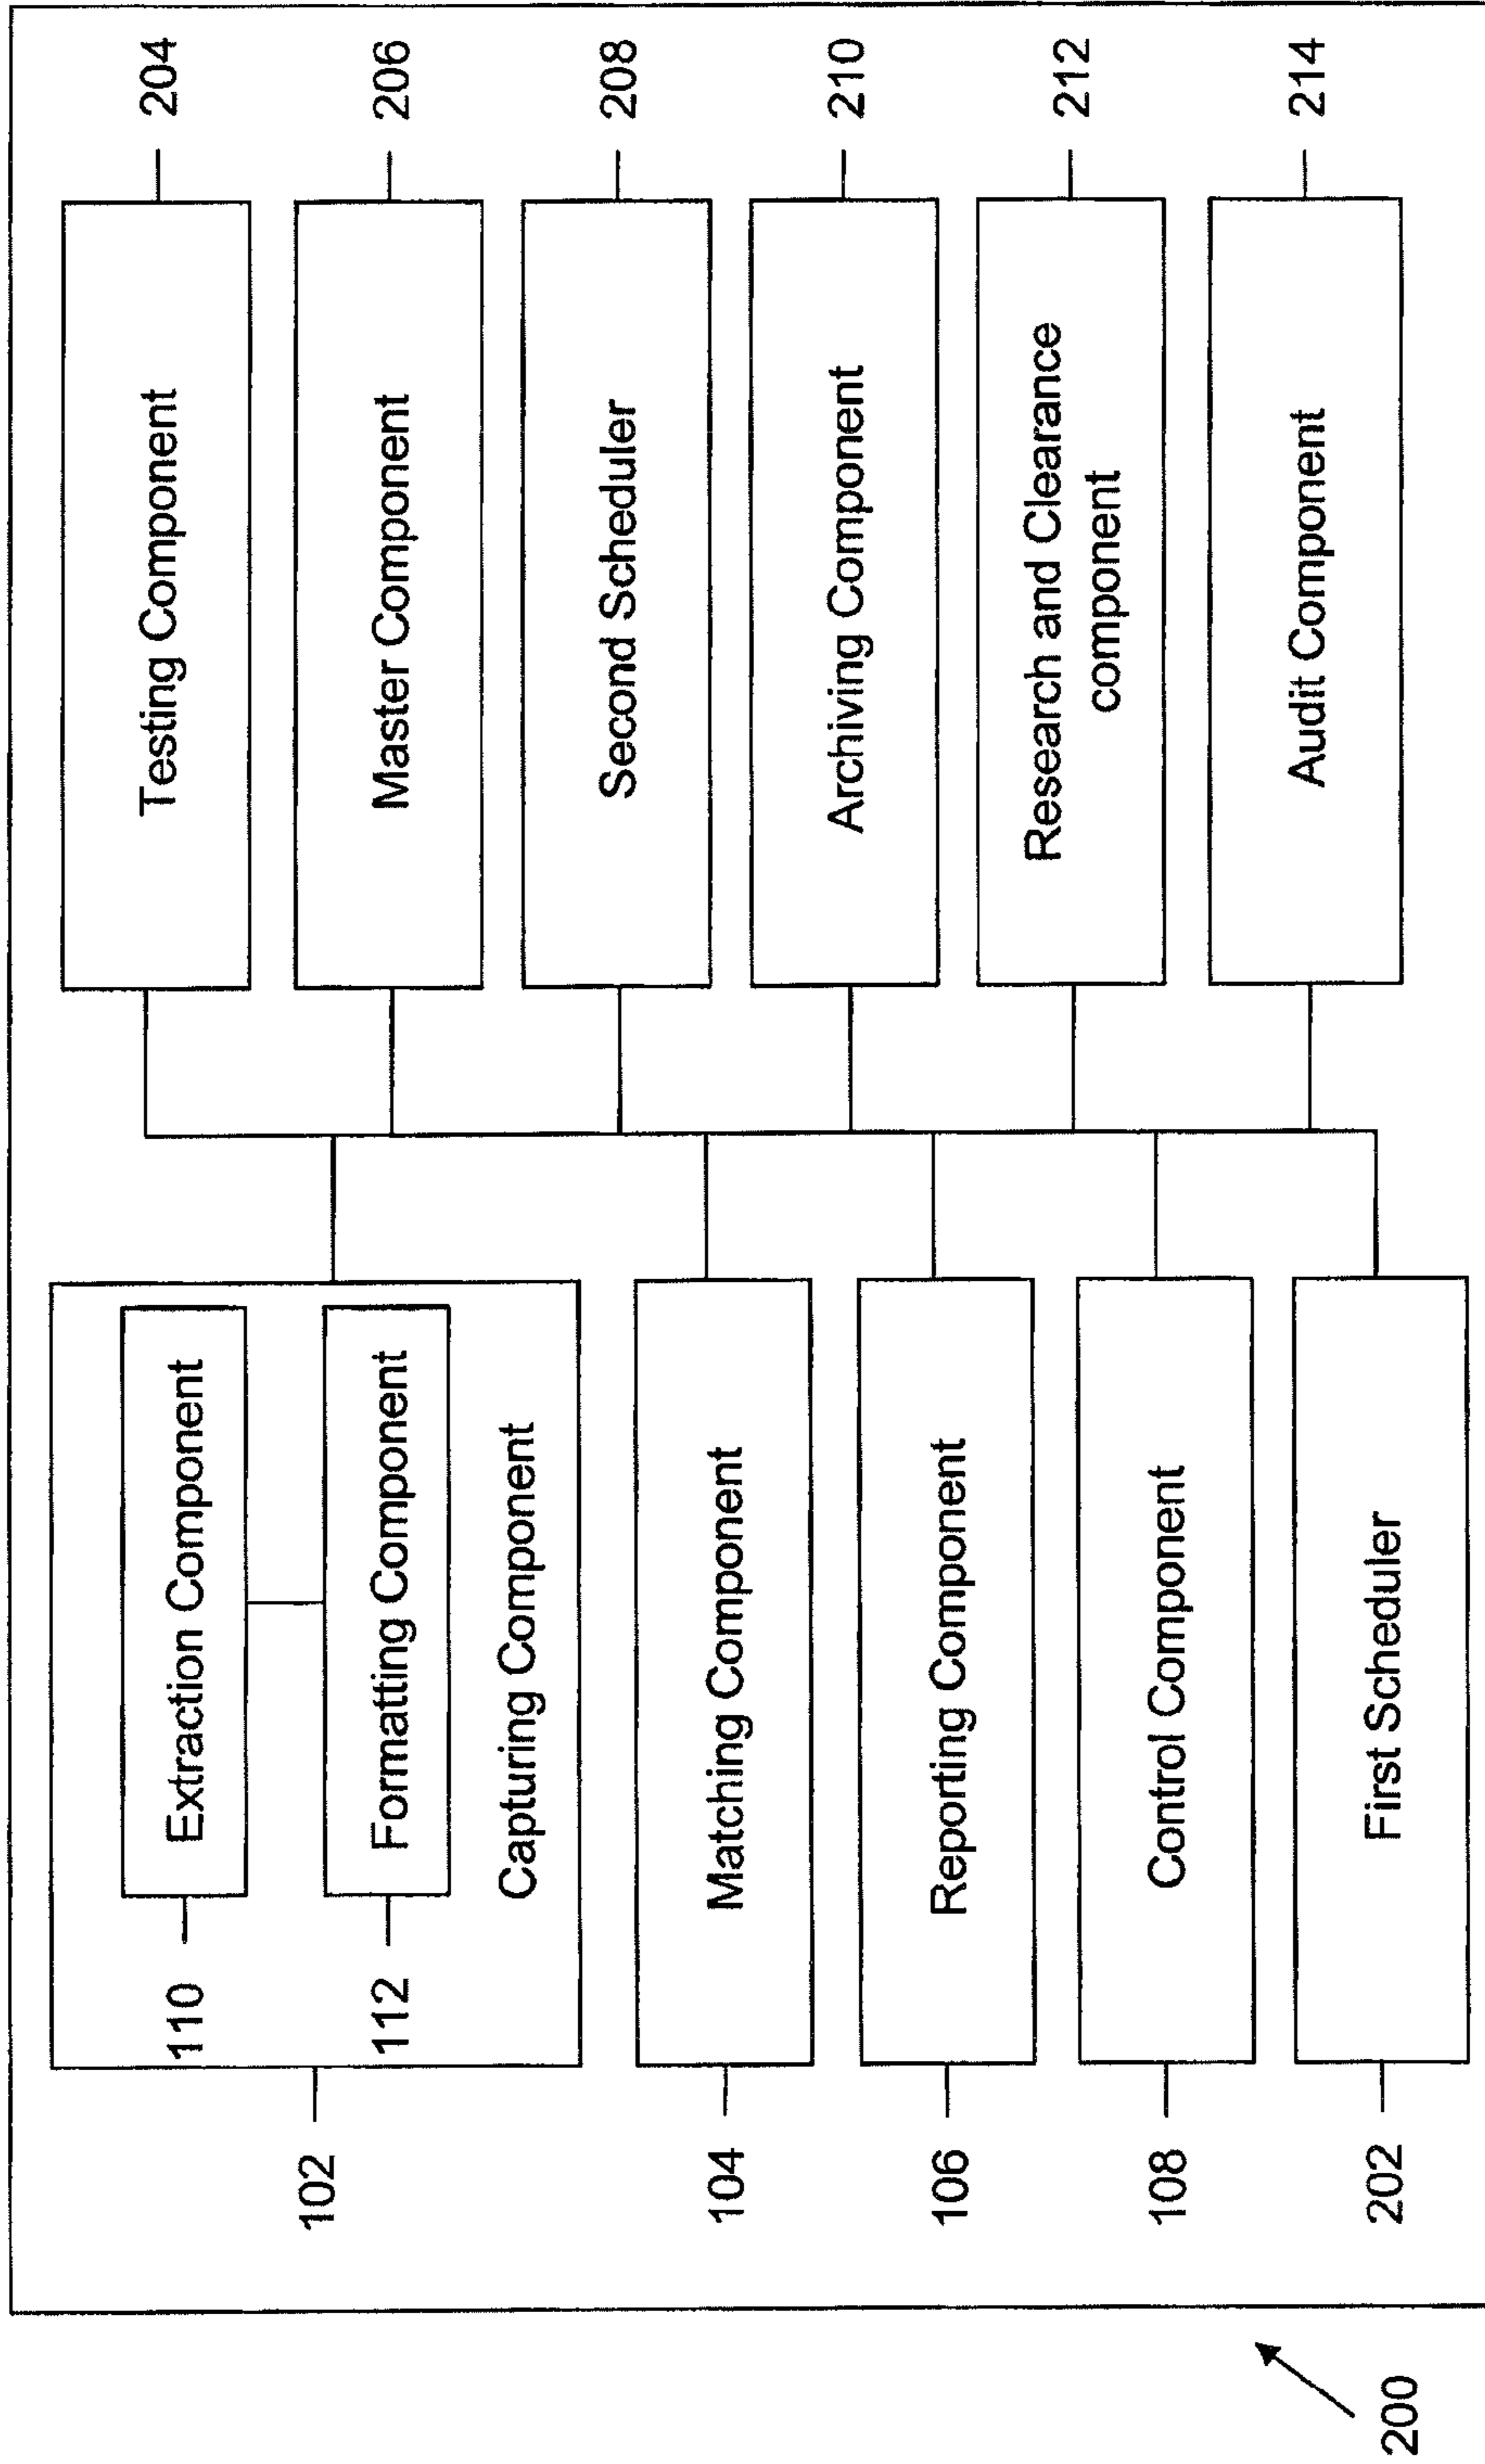 200
102
110
Extraction Component
112
Formatting Component
Capturing Component
104
Matching Component
106
Reporting Component
108
Control Component
202
First Scheduler
Testing Component
204
Master Component
206
Second Scheduler
208
Archiving Component
210
Research and Clearance
component
212
Audit Component
214